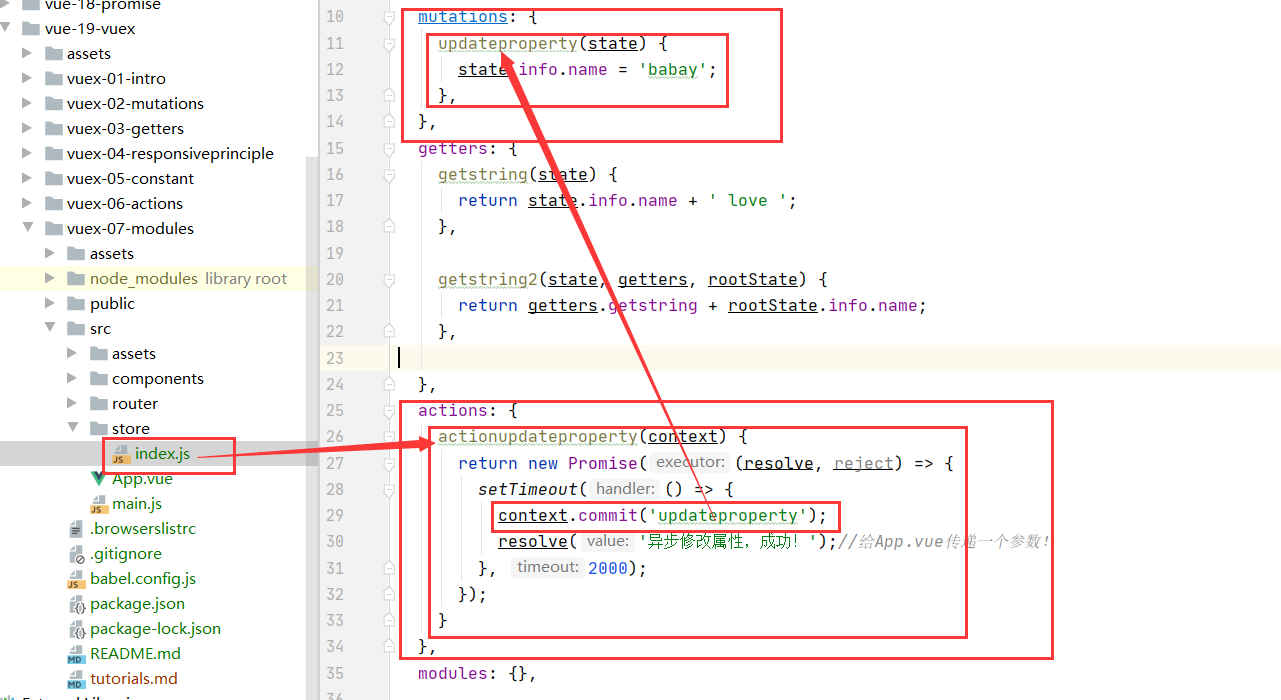 vue-18-promise
vue-19-vuex
assets
vuex-01-intro
vuex-02-mutations
vuex-03-getters
vuex-04-responsiveprinciple
vuex-05-constant
vuex-06-actions
vuex-07-modules
assets
node_modules library root
public
src
assets
components
router
store
index.js
App.vue
main.js
.browserslistrc
.gitignore
babel.config.js
package.json
package-lock.json
README.md
tutorials.md
10 mutations: {
11 updateproperty(state) {
12 state.info.name = 'babay';
13 },
14 },
15 getters: {
16 getstring(state) {
17 return state.info.name + ' love ';
18 },
19
20 getstring2(state, getters, rootState) {
21 return getters.getstring + rootState.info.name;
22 },
23
24 },
25 actions: {
26 actionupdateproperty(context) {
27 return new Promise( executor: (resolve, reject) => {
28 setTimeout( handler: () => {
29 context.commit('updateproperty');
30 resolve( value: '异步修改属性，成功！');//给App.vue传递一个参数！
31 }, timeout: 2000);
32 });
33 }
34 },
35 modules: {},